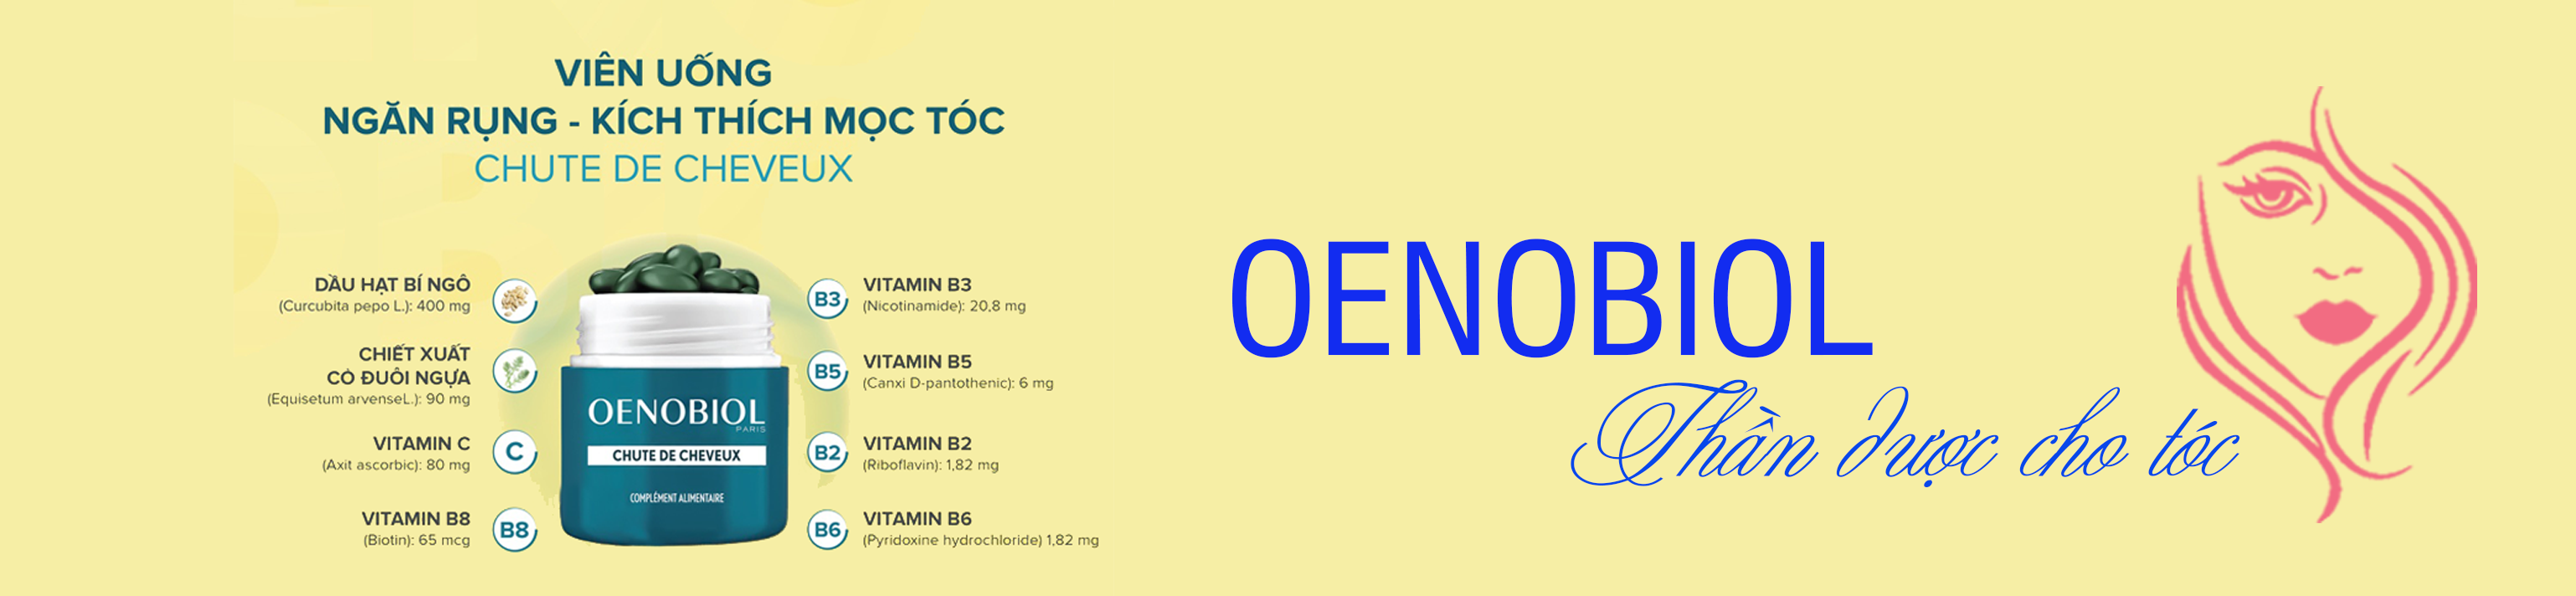 VIÊN UỐNG
NGĂN RỤNG - KÍCH THÍCH MỌC TÓC
CHUTE DE CHEVEUX
DẦU HẠT BÍ NGÔ
(Curcubita pepo L.): 400 mg
CHIẾT XUẤT
CỎ ĐUÔI NGỰA
(Equisetum arvenseL.): 90 mg
VITAMIN C
(Axit ascorbic): 80 mg
VITAMIN B8
(Biotin): 65 mcg
C
B8
OENOBIOL
PARIS
CHUTE DE CHEVEUX
COMPLÉMENT ALIMENTAIRE
B3
VITAMIN B3
(Nicotinamide): 20,8 mg
B5
VITAMIN B5
(Canxi D-pantothenic): 6 mg
B2
VITAMIN B2
(Riboflavin): 1,82 mg
B6
VITAMIN B6
(Pyridoxine hydrochloride) 1,82 mg
OENOBIOL
Thần dược cho tóc